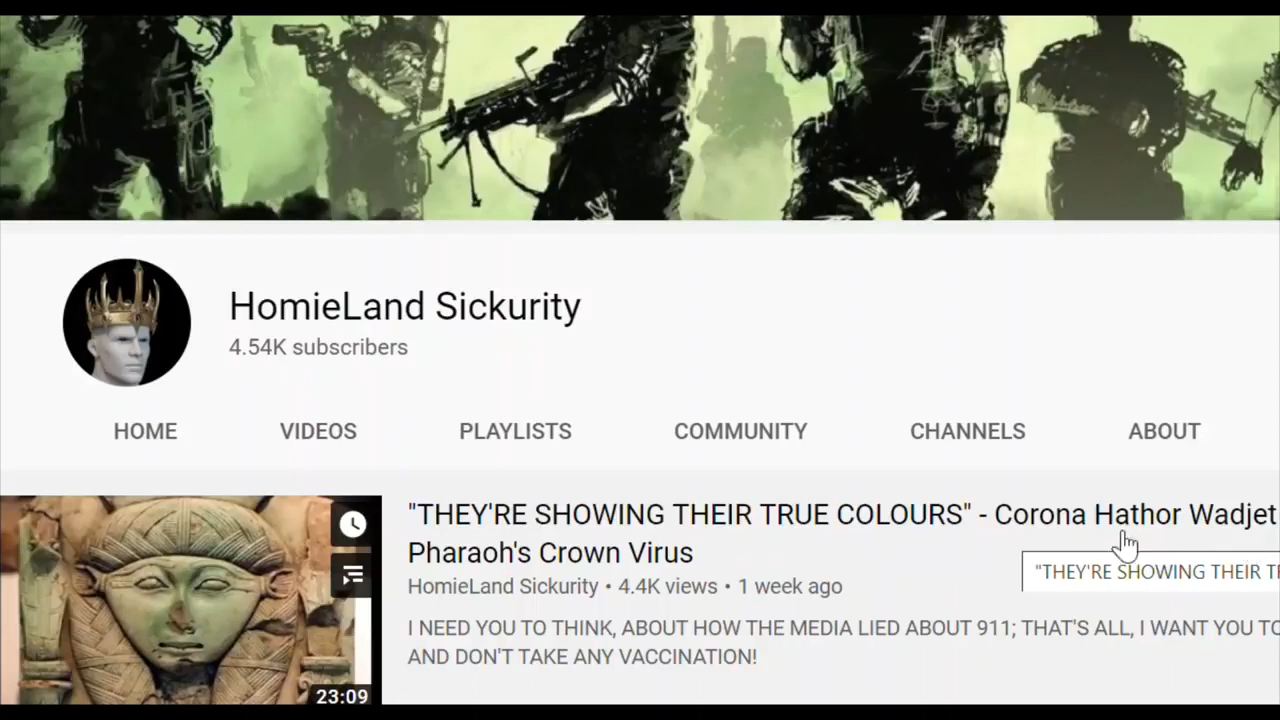 HomieLand Sickurity
4.54K subscribers
HOME VIDEOS PLAYLISTS COMMUNITY CHANNELS ABOUT
"THEY'RE SHOWING THEIR TRUE COLOURS" - Corona Hathor Wadjet
Pharaoh's Crown Virus
"THEY'RE SHOWING THEIR
HomieLand Sickurity • 4.4K views • 1 week ago
I NEED YOU TO THINK, ABOUT HOW THE MEDIA LIED ABOUT 911; THAT'S ALL, I WANT YOU
AND DON'T TAKE ANY VACCINATION!
23:09